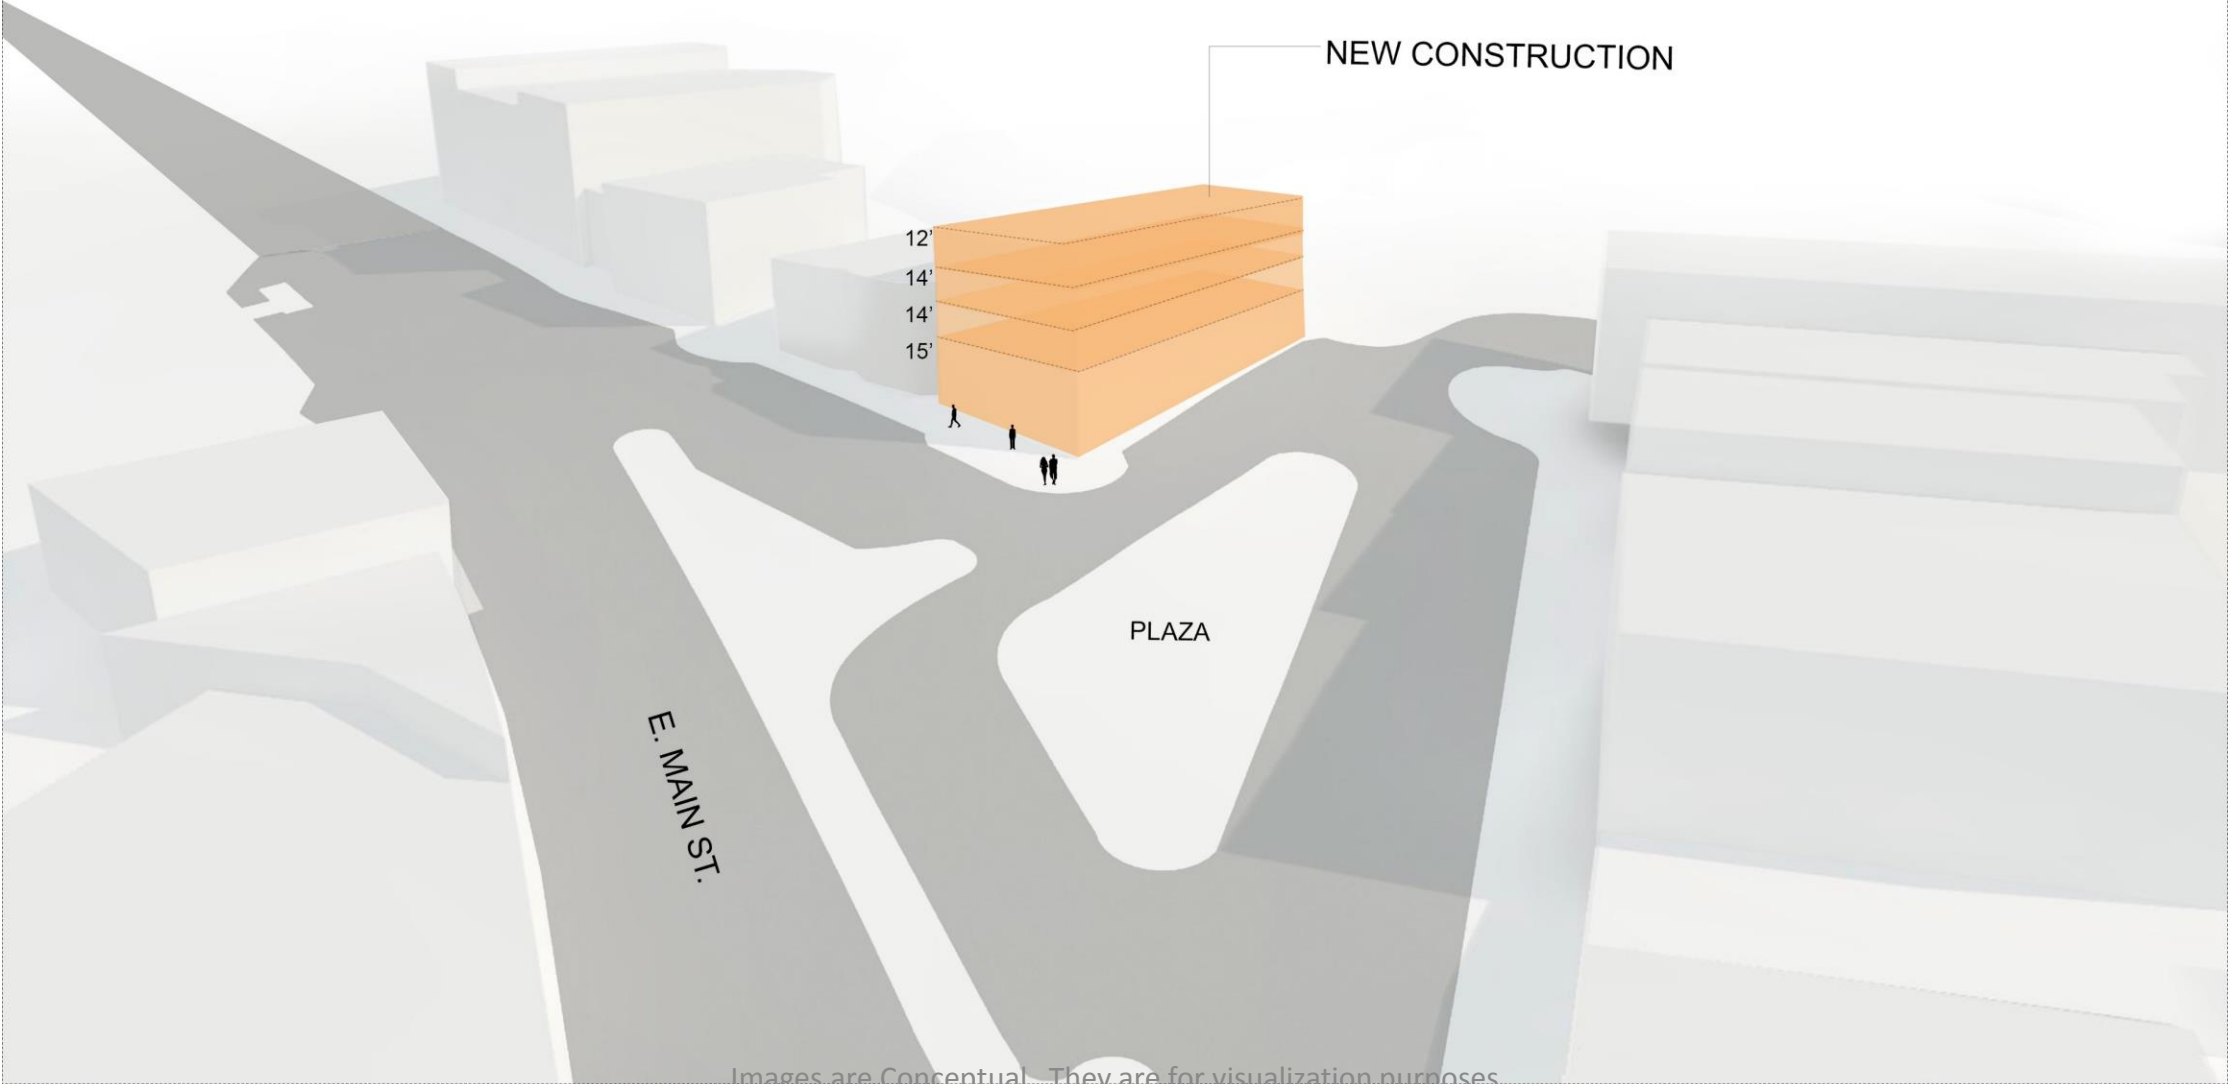 NEW CONSTRUCTION
12'
14'
14'
15'
PLAZA
E. MAIN ST.
Images are Conceptual. They are for visualization purposes